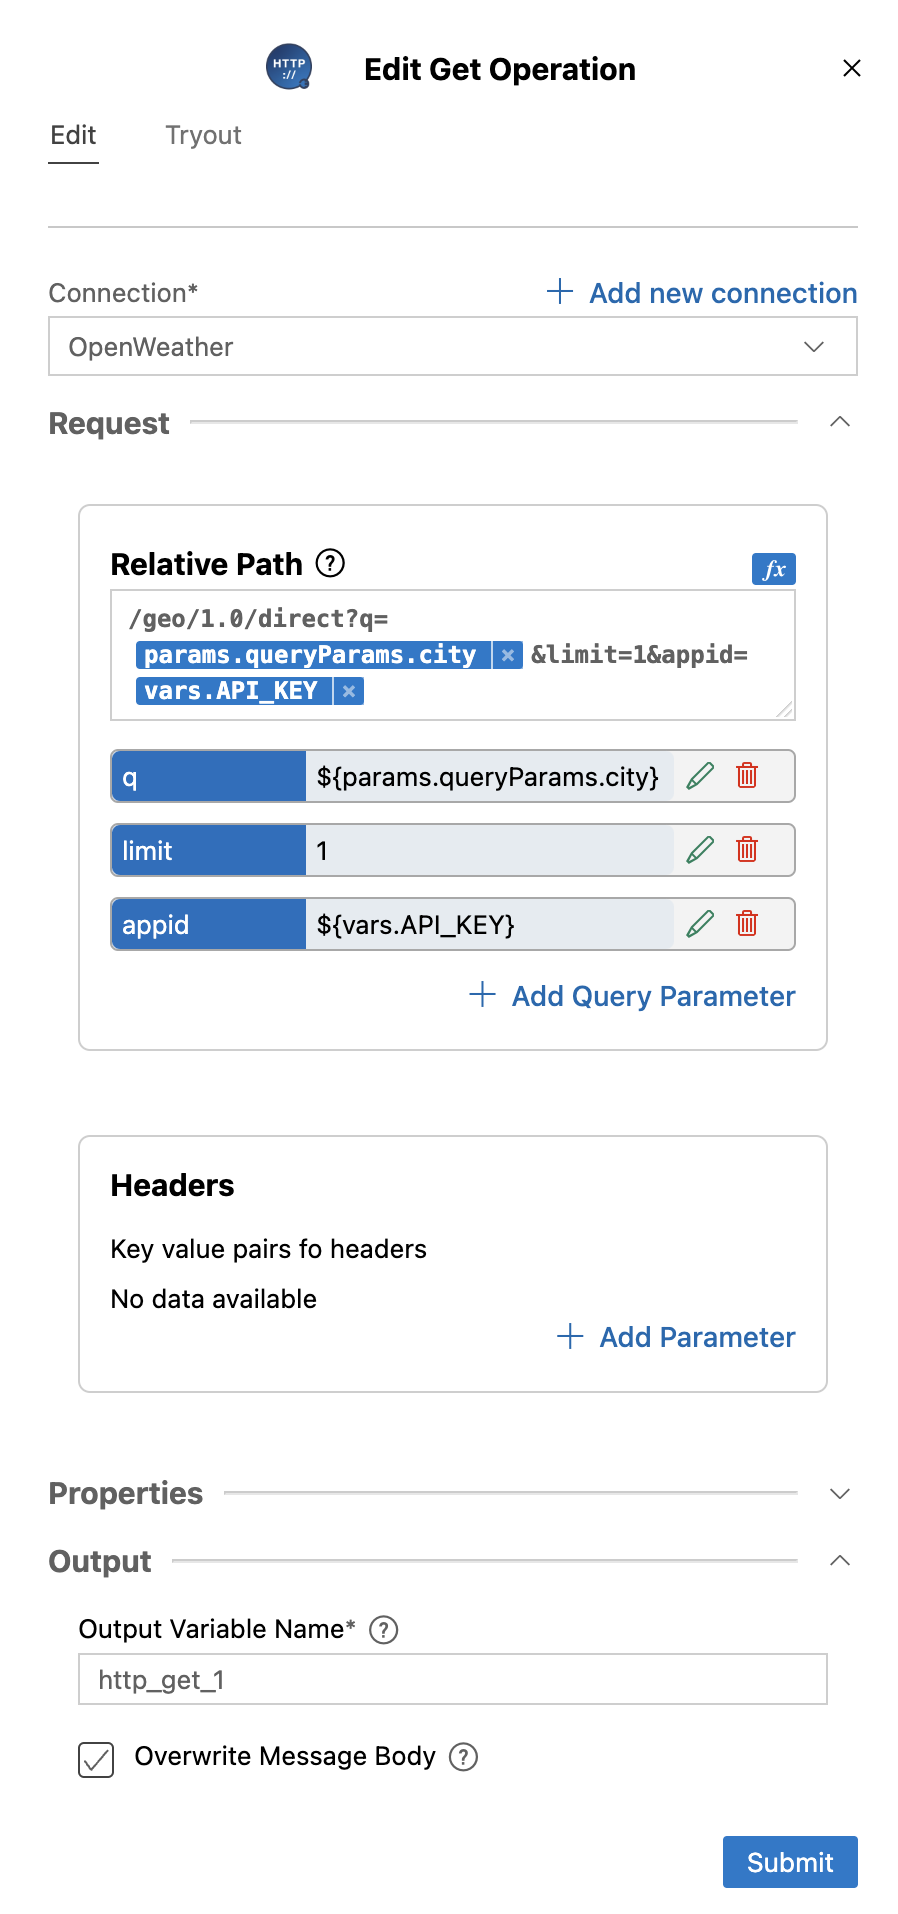 HTTP
://
Edit Get Operation
Edit Tryout
Connection* Add new connection
OpenWeather
Request
Relative Path ?
fx
/geo/1.0/direct?q=
params.queryParams.city × &limit=1&appid=
vars.API_KEY ×
q ${params.queryParams.city}
limit 1
appid ${vars.API_KEY}
+ Add Query Parameter
Headers
Key value pairs fo headers
No data available
+ Add Parameter
Properties
Output
Output Variable Name* ?
http_get_1
Overwrite Message Body ?
Submit